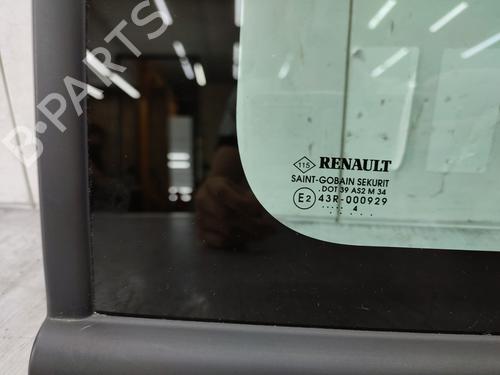 B-PARTS
115 RENAULT
SAINT-GOBAIN SEKURIT
.DOT 39 AS2 M 34
E2 43R-000929
..... 4 ....